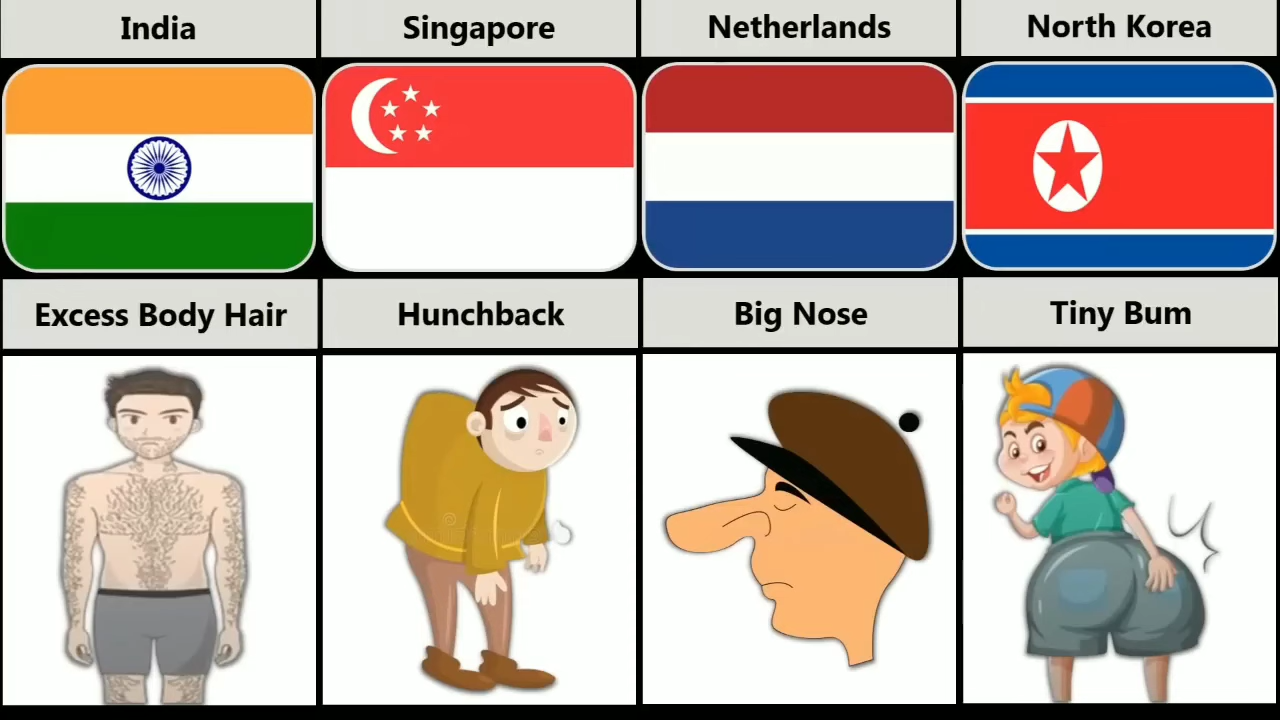 India
Singapore
Netherlands
North Korea
Excess Body Hair
Hunchback
Big Nose
Tiny Bum